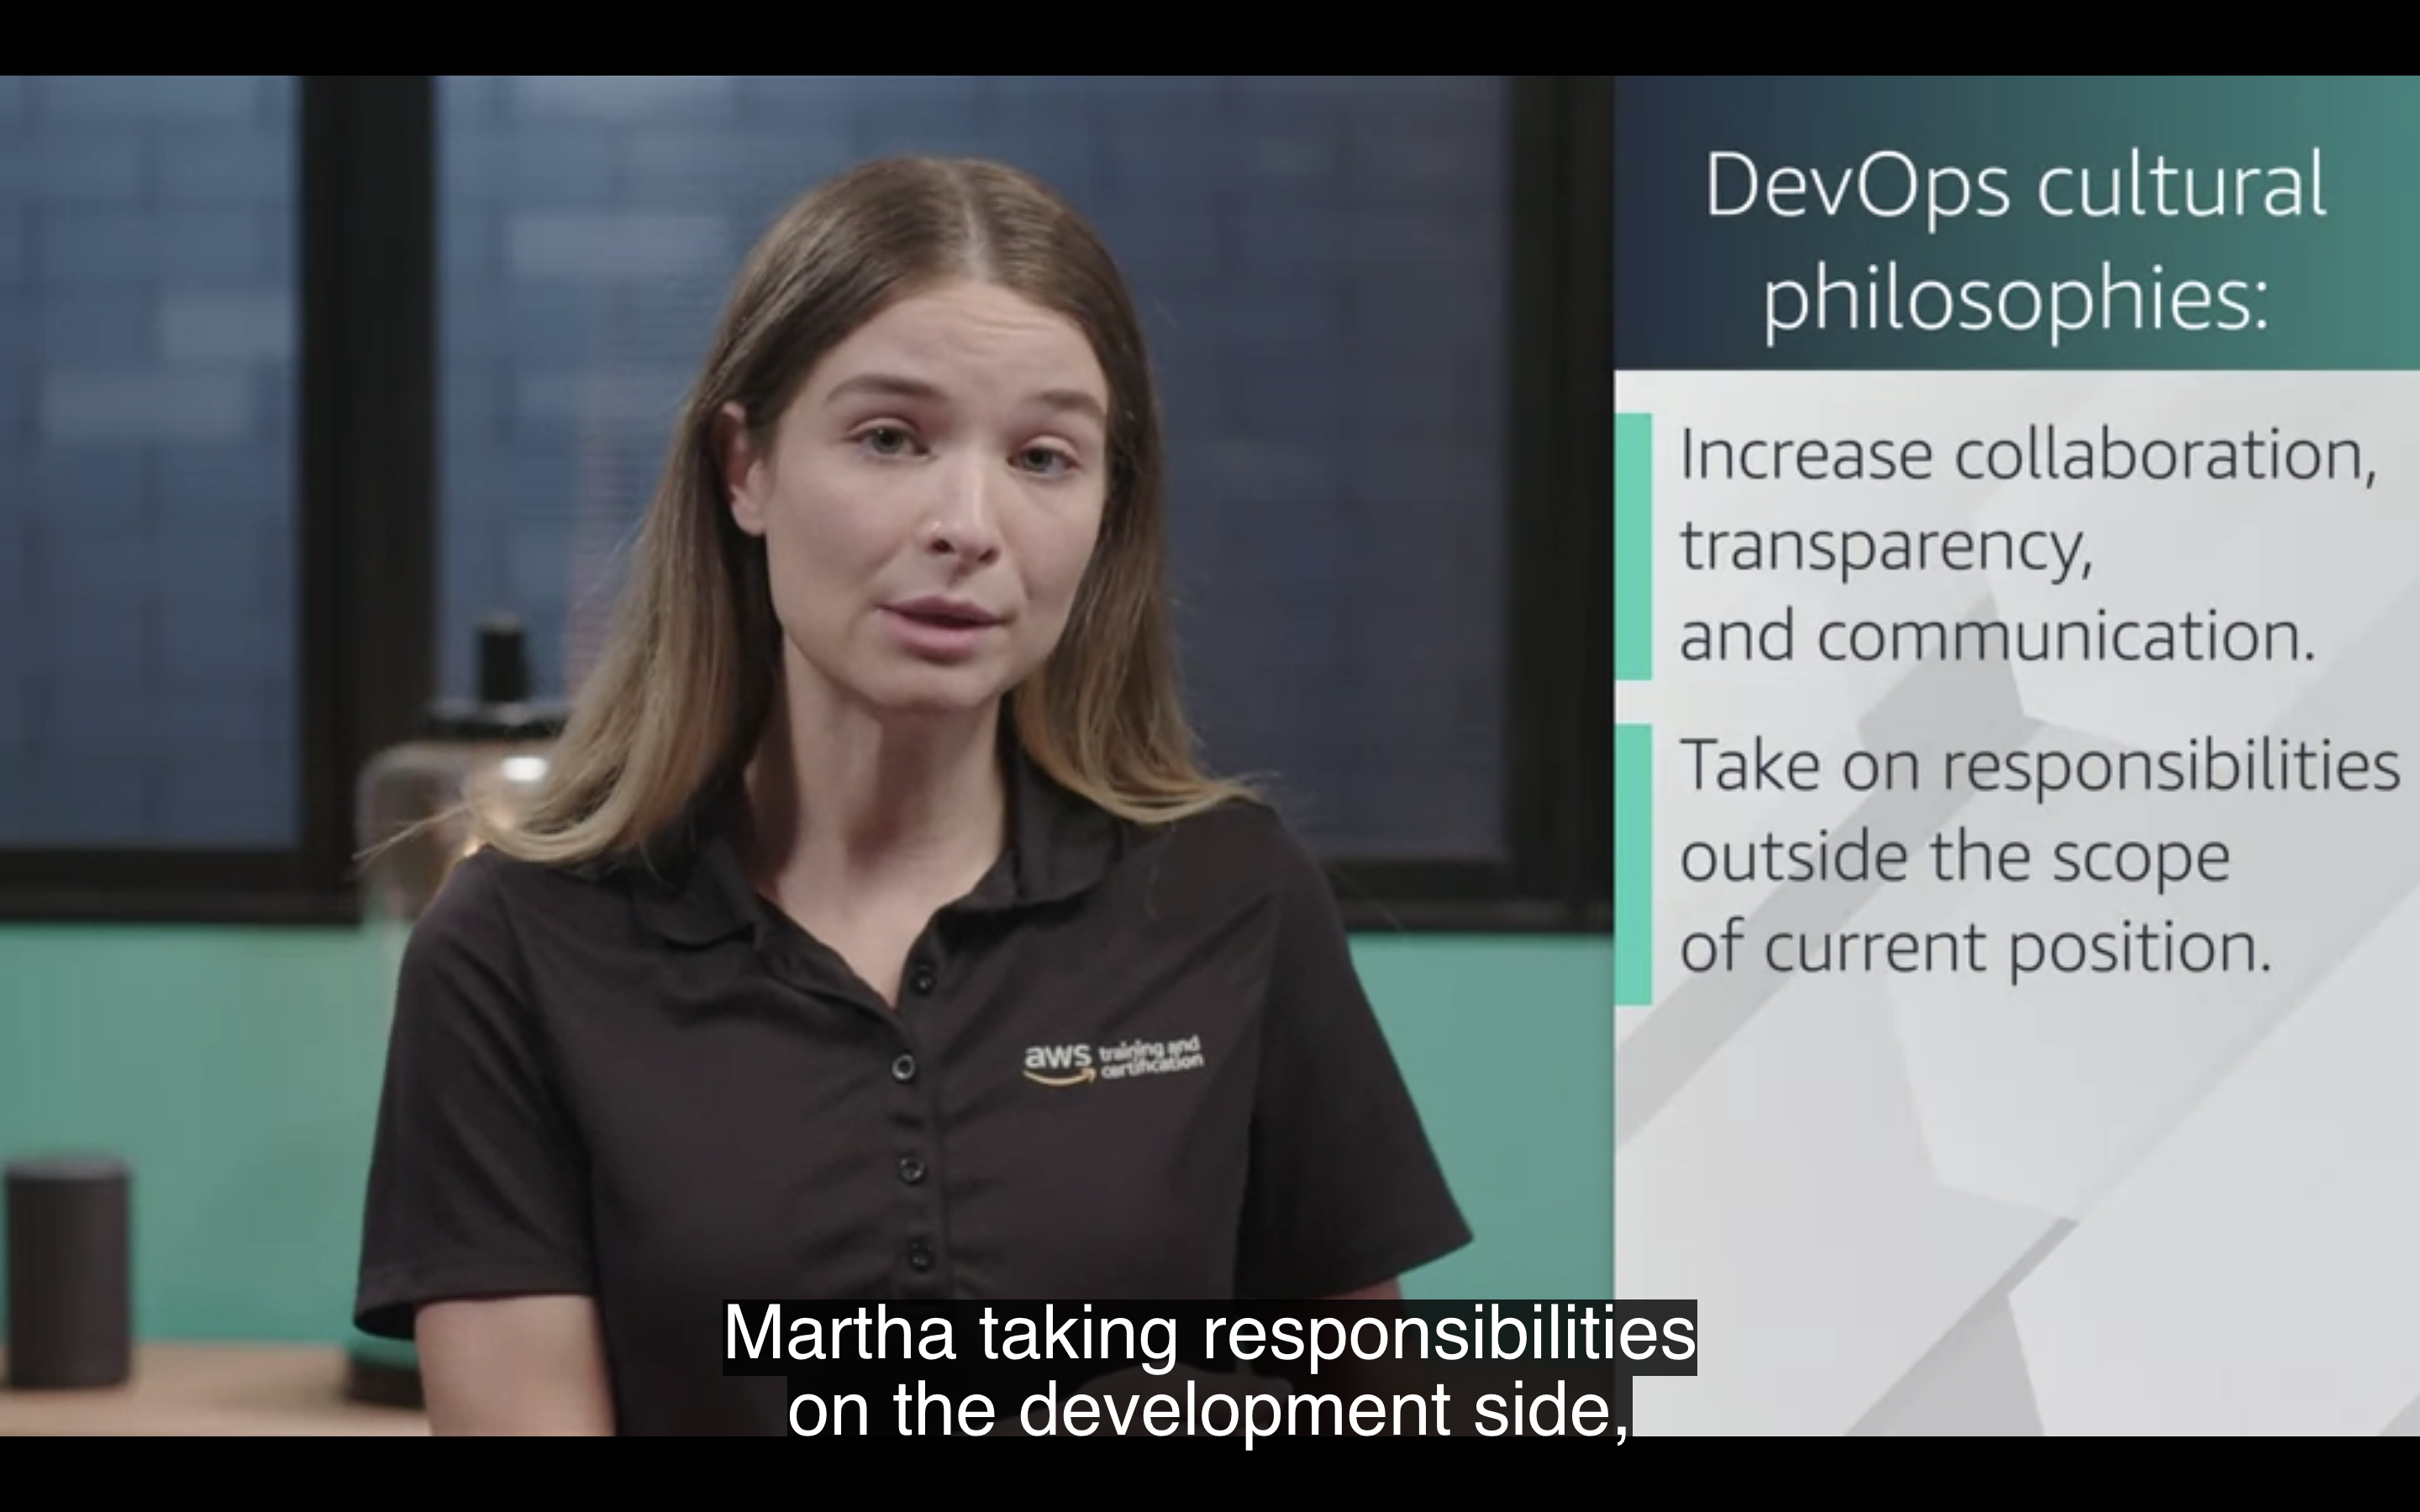 DevOps cultural
philosophies:
Increase collaboration,
transparency,
and communication.
Take on responsibilities
outside the scope
of current position.
aws training and
certification
Martha taking responsibilities
on the development side,